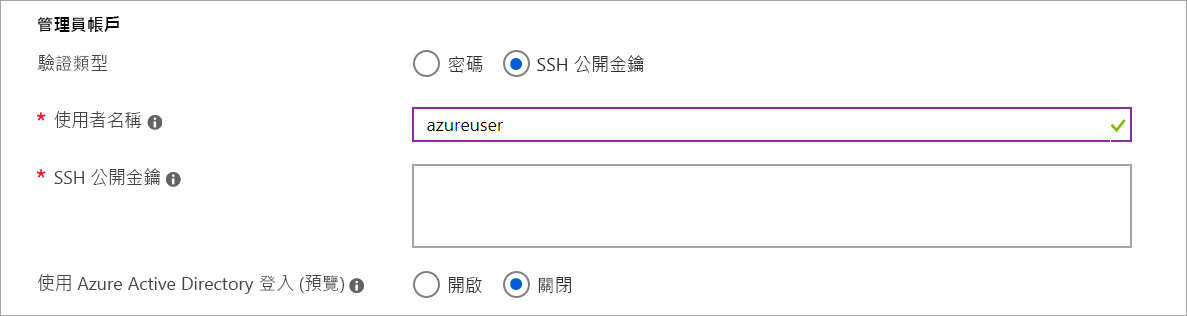 管理員帳戶
驗證類型 密碼 SSH 公開金鑰
* 使用者名稱 azureuser
* SSH 公開金鑰
使用 Azure Active Directory 登入 (預覽) 開啟 關閉